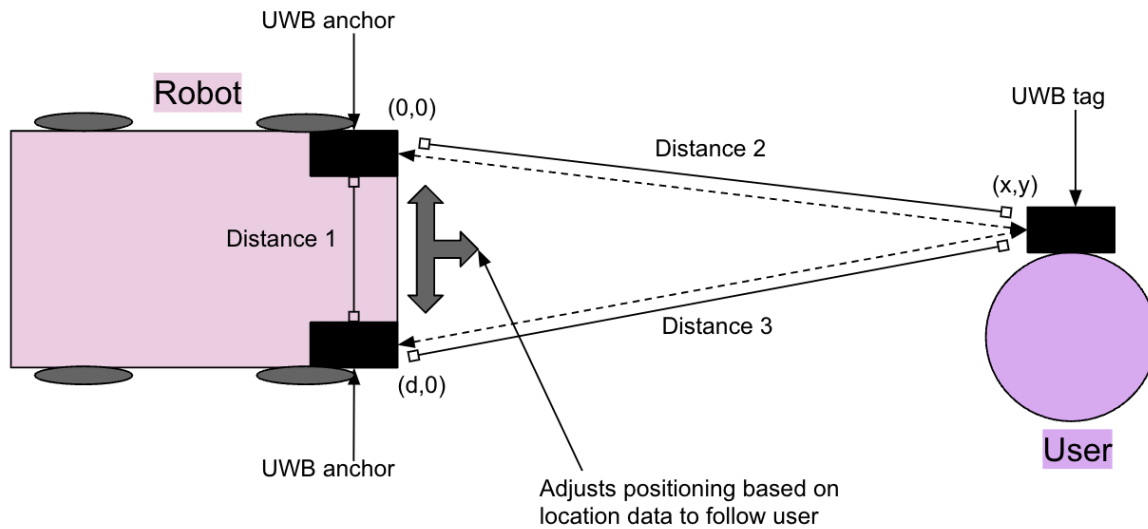 UWB anchor
Robot
(0,0)
UWB tag
Distance 2
(x,y)
Distance 1
Distance 3
(d,0)
User
UWB anchor
Adjusts positioning based on
location data to follow user